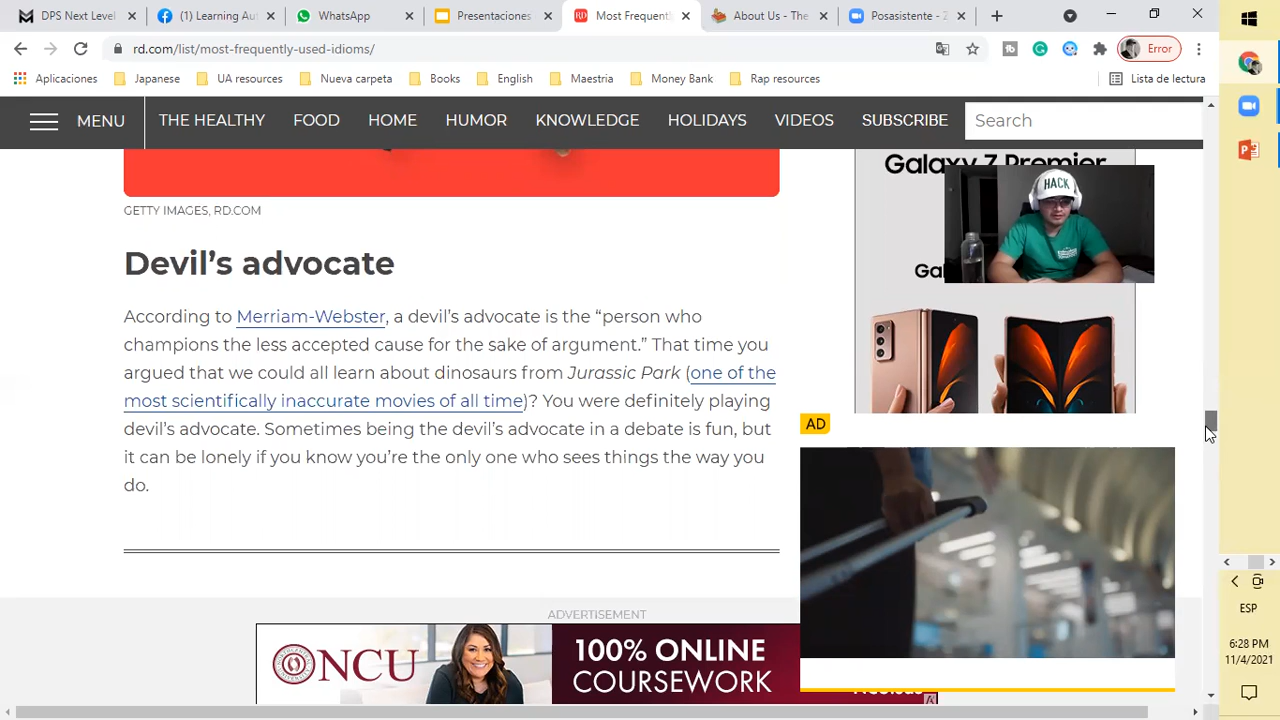 DPS Next Level
(1) Learning Au
WhatsApp
Presentaciones
RD
Most Frequent
About Us - The
Posasistente - 2
rd.com/list/most-frequently-used-idioms/
Error
Aplicaciones
Japanese
UA resources
Nueva carpeta
Books
English
Maestria
Money Bank
Rap resources
Lista de lectura
MENU
THE HEALTHY
FOOD
HOME
HUMOR
KNOWLEDGE
HOLIDAYS
VIDEOS
SUBSCRIBE
Search
Galaxy Z Premier
HACK
Gal
GETTY IMAGES, RD.COM
Devil's advocate
According to Merriam-Webster, a devil's advocate is the “person who
champions the less accepted cause for the sake of argument.” That time you
argued that we could all learn about dinosaurs from Jurassic Park (one of the
most scientifically inaccurate movies of all time)? You were definitely playing
devil's advocate. Sometimes being the devil's advocate in a debate is fun, but
it can be lonely if you know you're the only one who sees things the way you
do.
AD
ADVERTISEMENT
NCU
100% ONLINE
COURSEWORK
ESP
6:28 PM
11/4/2021